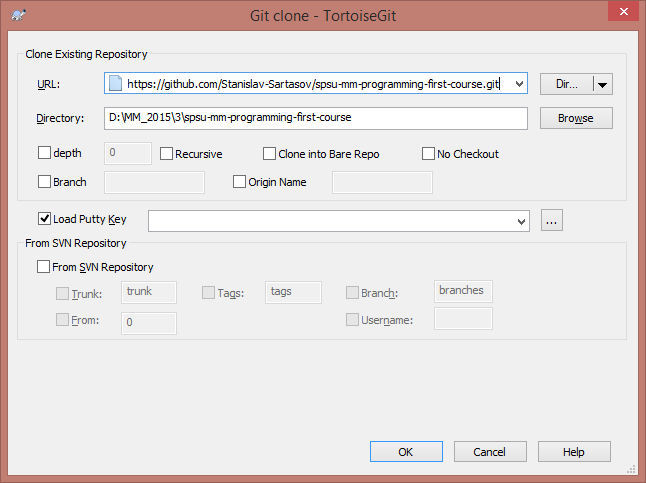 Git clone - TortoiseGit
Clone Existing Repository
URL: https://github.com/Stanislav-Sartasov/spsu-mm-programming-first-course.git Dir...
Directory: D:\MM_2015\3\spsu-mm-programming-first-course Browse
depth 0 Recursive Clone into Bare Repo No Checkout
Branch Origin Name
Load Putty Key ...
From SVN Repository
From SVN Repository
Trunk: trunk Tags: tags Branch: branches
From: 0 Username:
OK Cancel Help